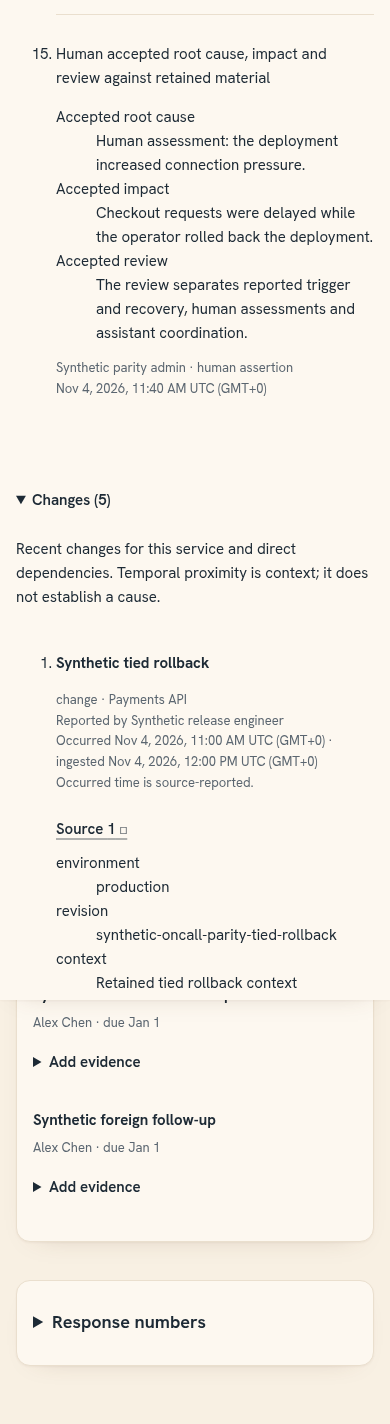 15. Human accepted root cause, impact and
review against retained material
Accepted root cause
Human assessment: the deployment
increased connection pressure.
Accepted impact
Checkout requests were delayed while
the operator rolled back the deployment.
Accepted review
The review separates reported trigger
and recovery, human assessments and
assistant coordination.
Synthetic parity admin · human assertion
Nov 4, 2026, 11:40 AM UTC (GMT+0)
▼ Changes (5)
Recent changes for this service and direct
dependencies. Temporal proximity is context; it does
not establish a cause.
1. Synthetic tied rollback
change · Payments API
Reported by Synthetic release engineer
Occurred Nov 4, 2026, 11:00 AM UTC (GMT+0) ·
ingested Nov 4, 2026, 12:00 PM UTC (GMT+0)
Occurred time is source-reported.
Source 1
environment
production
revision
synthetic-oncall-parity-tied-rollback
context
Retained tied rollback context
Alex Chen · due Jan 1
▶ Add evidence
Synthetic foreign follow-up
Alex Chen · due Jan 1
▶ Add evidence
▶ Response numbers